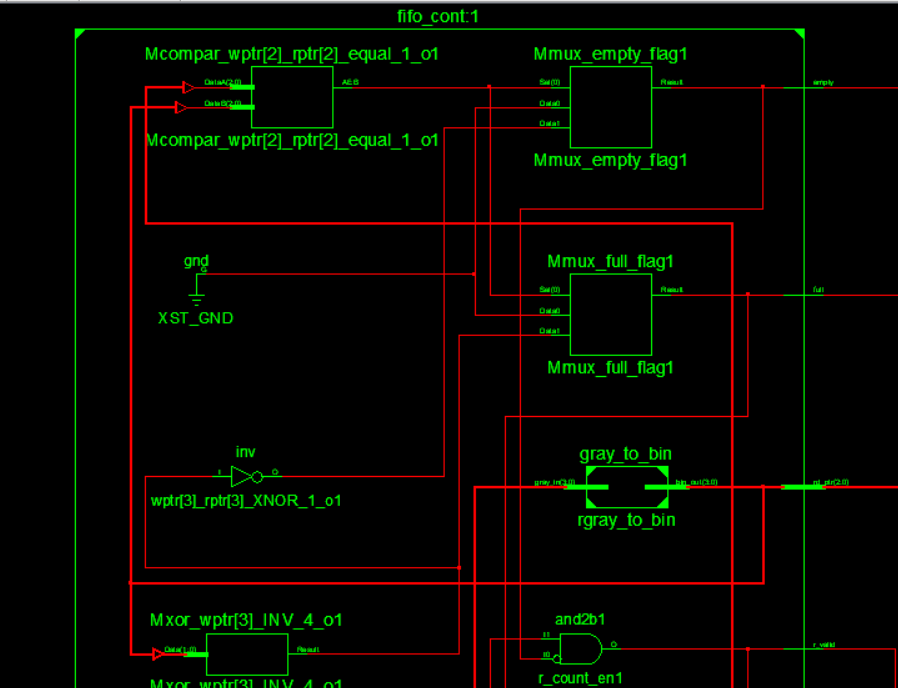 fifo_cont:1
Mcompar_wptr[2]_rptr[2]_equal_1_o1
Mmux_empty_flag1
DataA(2:0)
AEB
Sel(0)
Result
empty
DataB(2:0)
Data0
Data1
Mcompar_wptr[2]_rptr[2]_equal_1_o1
Mmux_empty_flag1
gnd
G
XST_GND
Mmux_full_flag1
Sel(0)
Result
full
Data0
Data1
Mmux_full_flag1
inv
I
O
wptr[3]_rptr[3]_XNOR_1_o1
gray_to_bin
gray_in(3:0)
bin_out(3:0)
rgray_to_bin
Mxor_wptr[3]_INV_4_o1
Data(1:0)
Result
Mxor_wptr[3]_INV_4_o1
and2b1
I1
I0
O
r_valid
r_count_en1